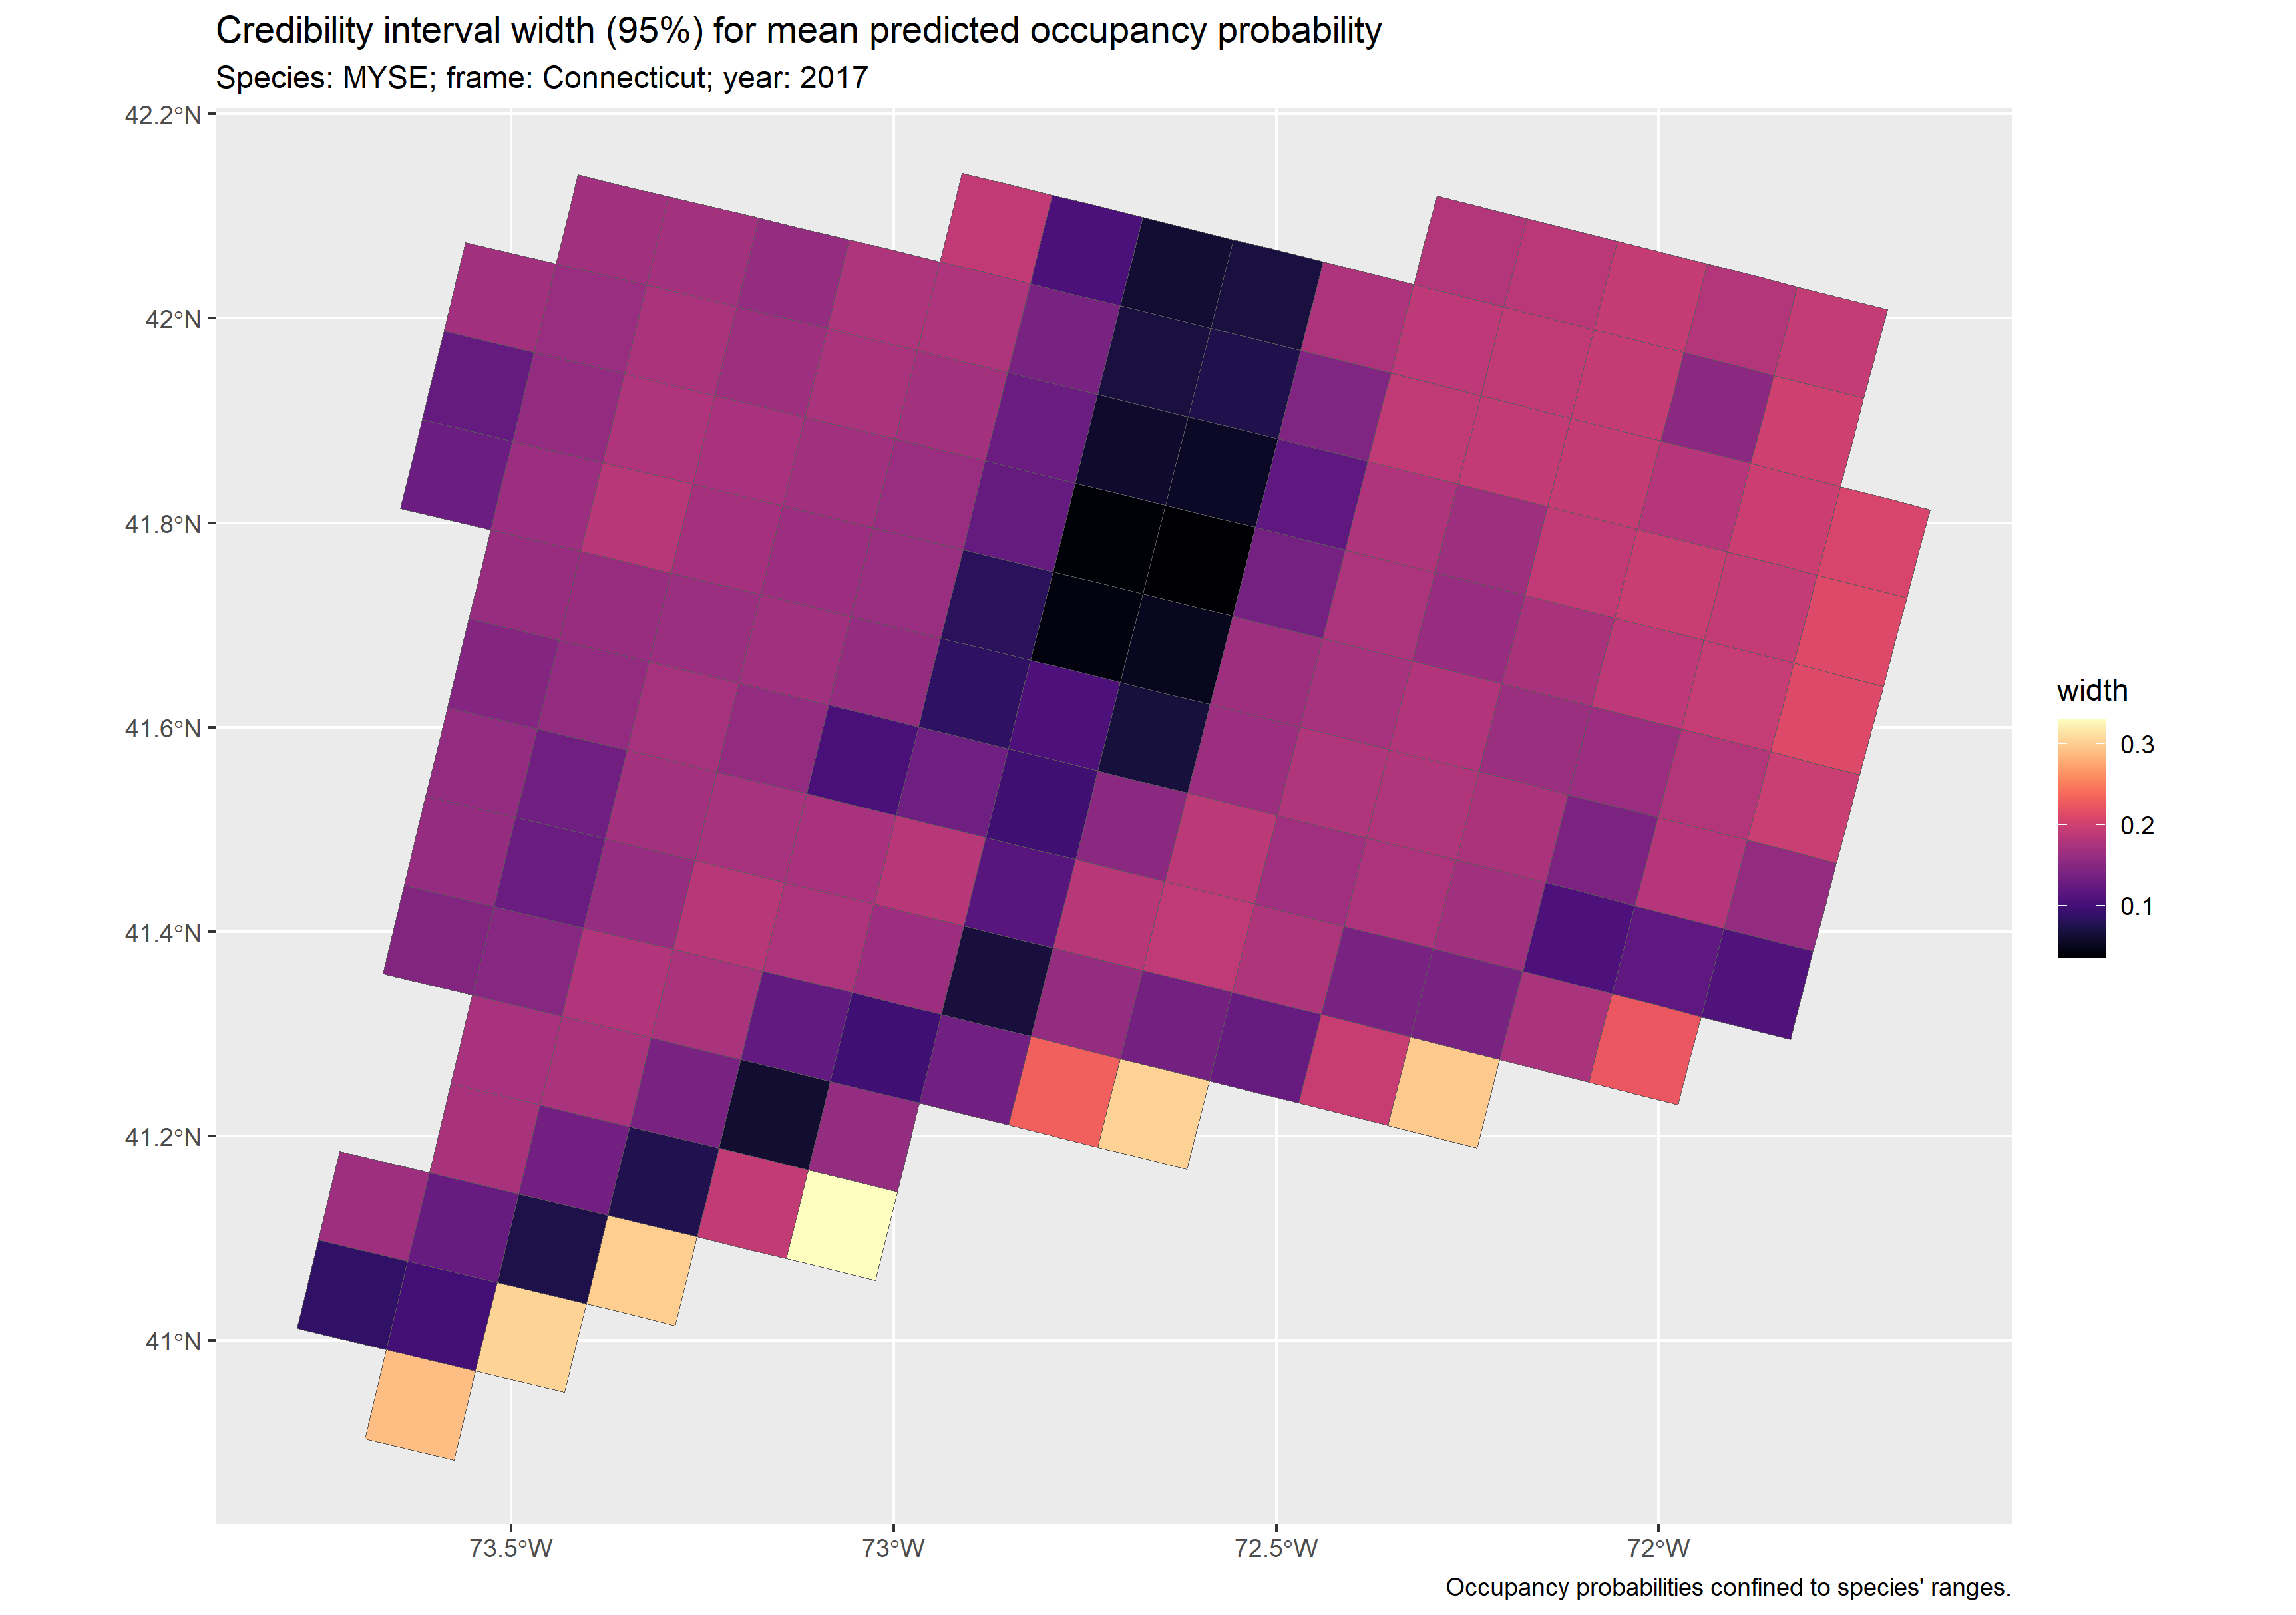 Credibility interval width (95%) for mean predicted occupancy probability
Species: MYSE; frame: Connecticut; year: 2017
42.2°N
42°N
41.8°N
41.6°N
41.4°N
41.2°N
41°N
73.5°W
73°W
72.5°W
72°W
width
0.3
0.2
0.1
Occupancy probabilities confined to species' ranges.